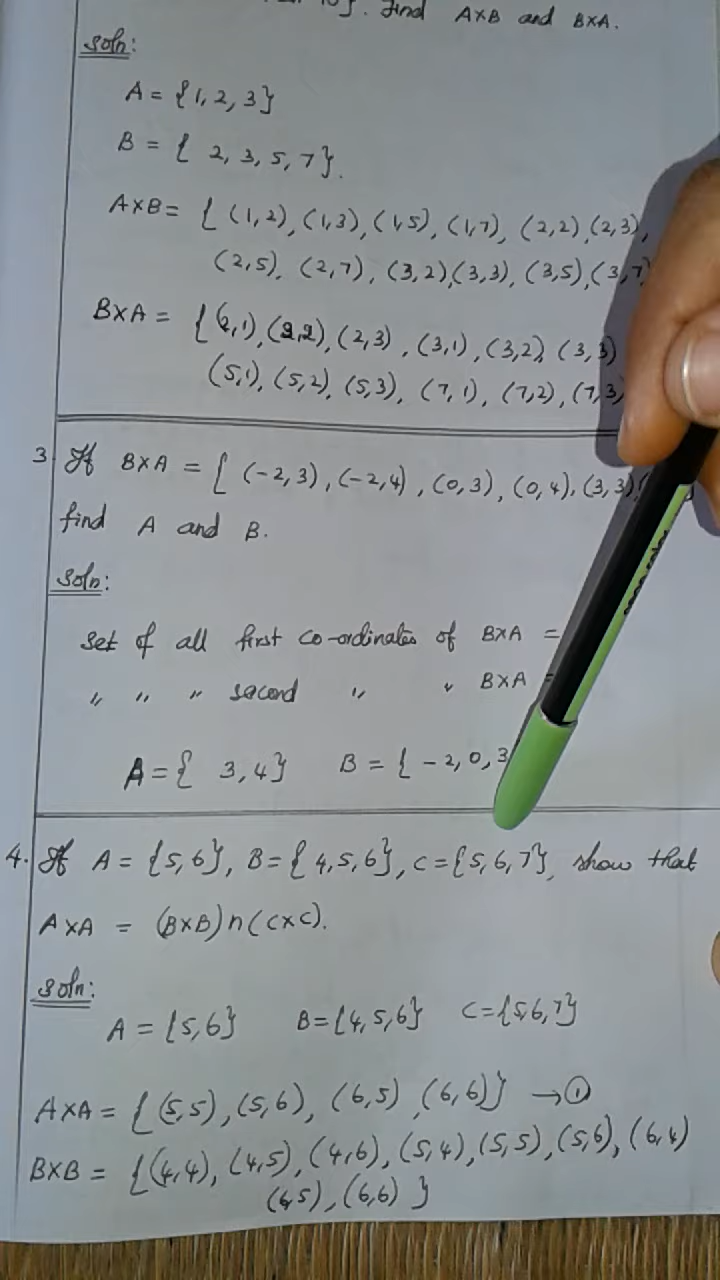 find A×B and B×A.
Soln:
A = {1, 2, 3}
B = { 2, 3, 5, 7}.
A×B = { (1,2), (1,3), (1,5), (1,7), (2,2), (2,3),
(2,5), (2,7), (3,2), (3,3), (3,5), (3,7
B×A = { (2,1), (2,2), (2,3), (3,1), (3,2), (3,3)
(5,1), (5,2), (5,3), (7,1), (7,2), (7,3)
3 If B×A = { (-2,3), (-2,4), (0,3), (0,4), (3,3),
find A and B.
Soln:
Set of all first co-ordinates of B×A =
" " " second " " B×A =
A = { 3,4} B = { -2, 0, 3
4. If A = {5,6}, B = { 4,5,6}, C = {5,6,7}, show that
A×A = (B×B)∩(C×C).
Soln:
A = {5,6} B={4,5,6} C={5,6,7}
A×A = { (5,5), (5,6), (6,5), (6,6)} → ①
B×B = { (4,4), (4,5), (4,6), (5,4), (5,5), (5,6), (6,4)
(6,5), (6,6) }